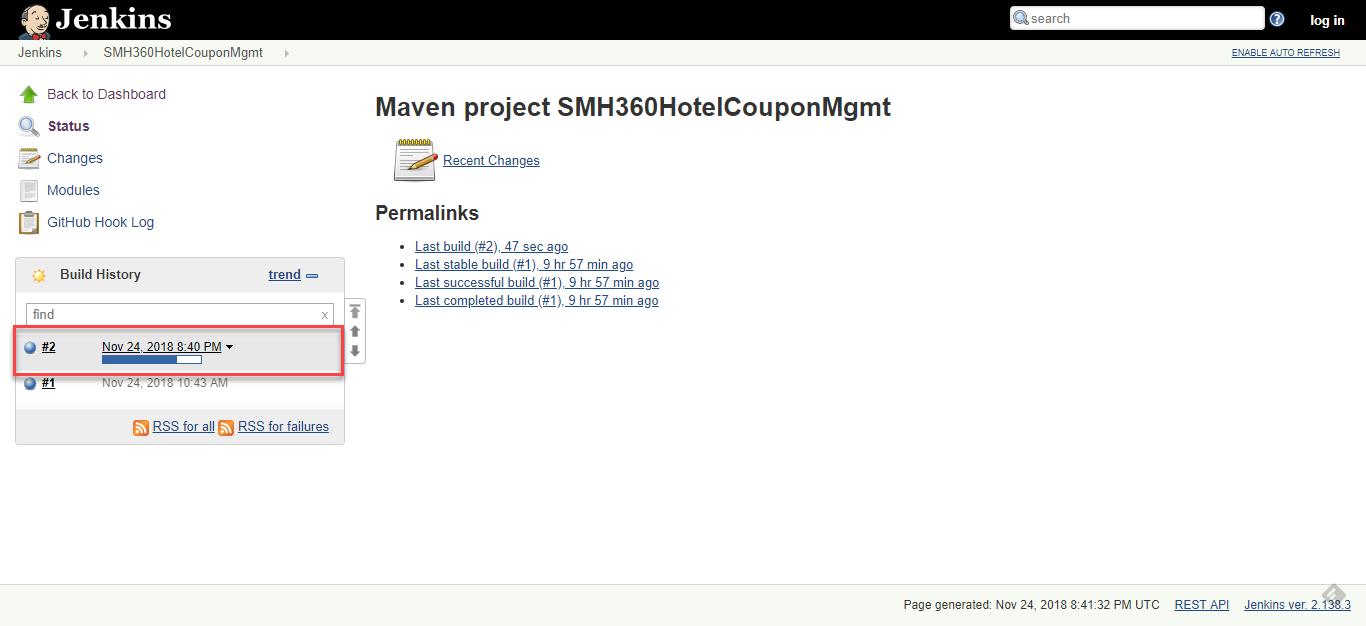 Jenkins
search
log in
Jenkins SMH360HotelCouponMgmt
ENABLE AUTO REFRESH
Back to Dashboard
Status
Changes
Modules
GitHub Hook Log
Build History trend
find x
#2 Nov 24, 2018 8:40 PM
#1 Nov 24, 2018 10:43 AM
RSS for all RSS for failures
Maven project SMH360HotelCouponMgmt
Recent Changes
Permalinks
Last build (#2), 47 sec ago
Last stable build (#1), 9 hr 57 min ago
Last successful build (#1), 9 hr 57 min ago
Last completed build (#1), 9 hr 57 min ago
Page generated: Nov 24, 2018 8:41:32 PM UTC REST API Jenkins ver. 2.138.3